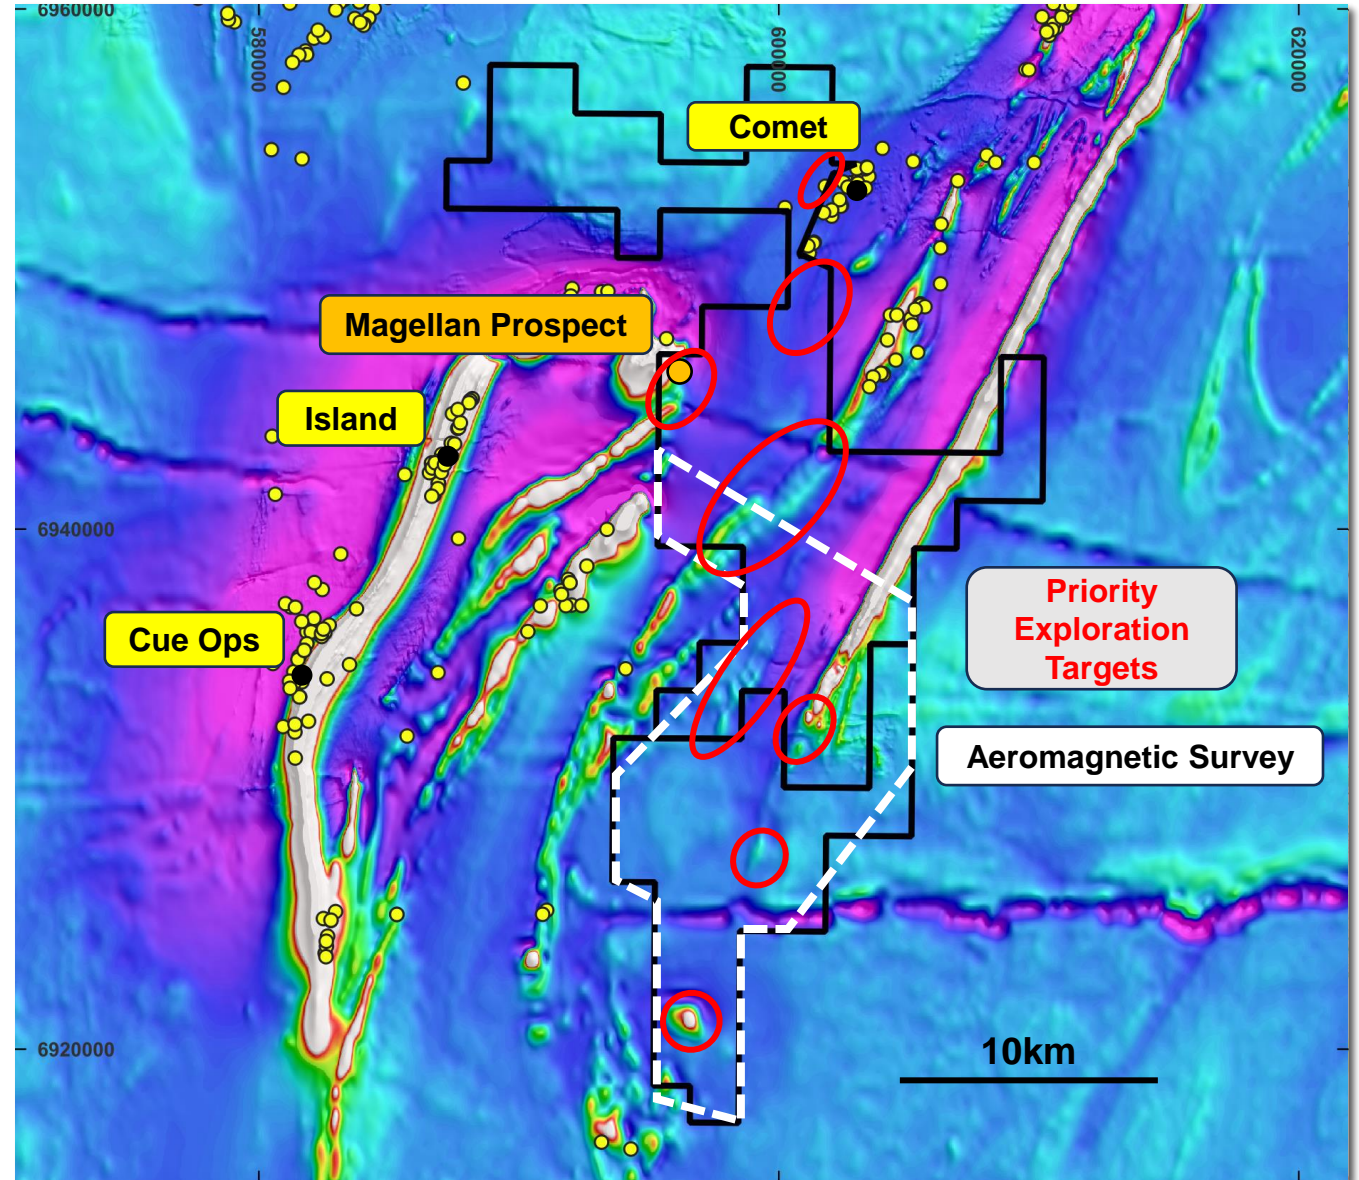 6960000
580000
600000
620000
Comet
Magellan Prospect
Island
6940000
Priority
Exploration
Targets
Cue Ops
Aeromagnetic Survey
6920000
10km